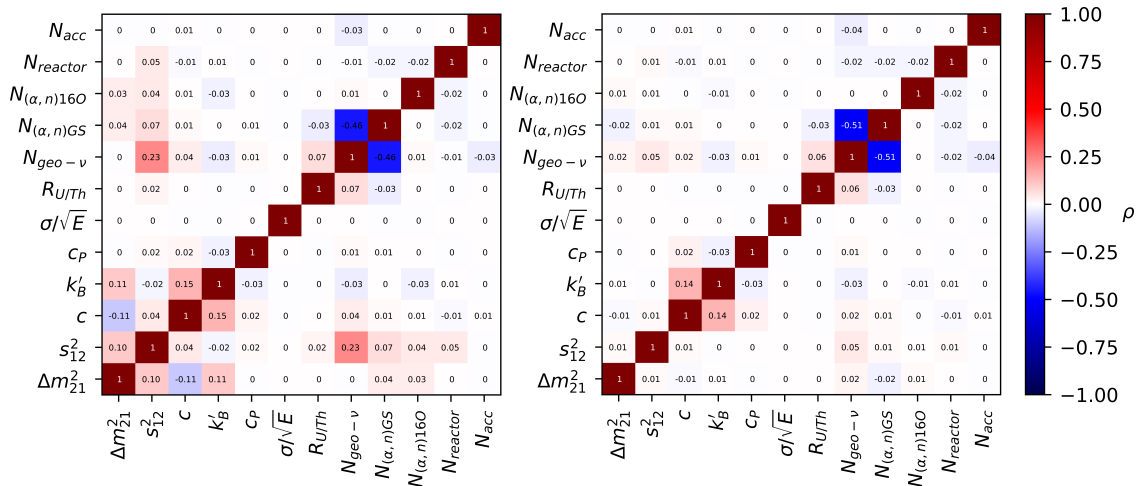 N_acc 0 0 0.01 0 0 0 0 -0.03 0 0 0 1
N_reactor 0 0.05 -0.01 0.01 0 0 0 -0.01 -0.02 -0.02 1 0
N_(α, n)16O 0.03 0.04 0.01 -0.03 0 0 0 0.01 0 1 -0.02 0
N_(α, n)GS 0.04 0.07 0.01 0 0 0 -0.03 -0.46 1 0 -0.02 0
N_geo−ν 0 0.23 0.04 -0.03 0.01 0 0.07 1 -0.46 0.01 -0.01 -0.03
R_U/Th 0 0.02 0 0 0 0 1 0.07 -0.03 0 0 0
σ/√E 0 0 0 0 0 1 0 0 0 0 0 0
c_P 0 0.02 0.02 -0.03 1 0 0 0.01 0 0 0 0
k′_B 0.11 -0.02 0.15 1 -0.03 0 0 -0.03 0 -0.03 0.01 0
c -0.11 0.04 1 0.15 0.02 0 0 0.04 0.01 0.01 -0.01 0.01
s²₁₂ 0.10 1 0.04 -0.02 0.02 0 0.02 0.23 0.07 0.04 0.05 0
Δm²₂₁ 1 0.10 -0.11 0.11 0 0 0 0 0.04 0.03 0 0
Δm²₂₁ s²₁₂ c k′_B c_P σ/√E R_U/Th N_geo−ν N_(α, n)GS N_(α, n)16O N_reactor N_acc
N_acc 0 0 0.01 0 0 0 0 -0.04 0 0 0 1
N_reactor 0 0.01 -0.01 0.01 0 0 0 -0.02 -0.02 -0.02 1 0
N_(α, n)16O 0 0.01 0.01 -0.01 0 0 0 0 0 1 -0.02 0
N_(α, n)GS -0.02 0.01 0.01 0 0 0 -0.03 -0.51 1 0 -0.02 0
N_geo−ν 0.02 0.05 0.02 -0.03 0.01 0 0.06 1 -0.51 0 -0.02 -0.04
R_U/Th 0 0 0 0 0 0 1 0.06 -0.03 0 0 0
σ/√E 0 0 0 0 0 1 0 0 0 0 0 0
c_P 0 0 0.02 -0.03 1 0 0 0.01 0 0 0 0
k′_B 0.01 0 0.14 1 -0.03 0 0 -0.03 0 -0.01 0.01 0
c -0.01 0.01 1 0.14 0.02 0 0 0.02 0.01 0.01 -0.01 0.01
s²₁₂ 0.01 1 0.01 0 0 0 0 0.05 0.01 0.01 0.01 0
Δm²₂₁ 1 0.01 -0.01 0.01 0 0 0 0.02 -0.02 0 0 0
Δm²₂₁ s²₁₂ c k′_B c_P σ/√E R_U/Th N_geo−ν N_(α, n)GS N_(α, n)16O N_reactor N_acc
1.00
0.75
0.50
0.25
0.00
−0.25
−0.50
−0.75
−1.00
ρ